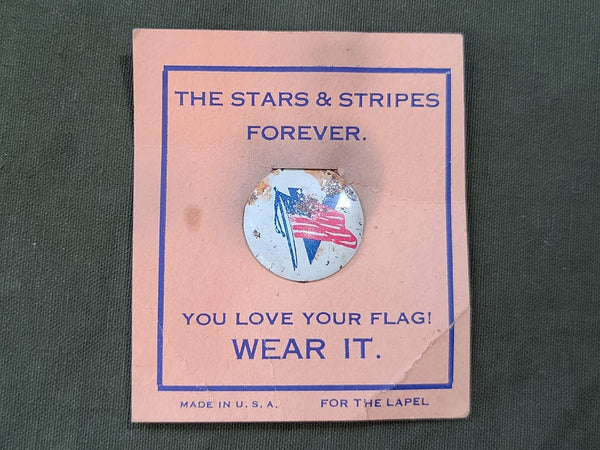 THE STARS & STRIPES
FOREVER.
YOU LOVE YOUR FLAG!
WEAR IT.
MADE IN U. S. A. FOR THE LAPEL